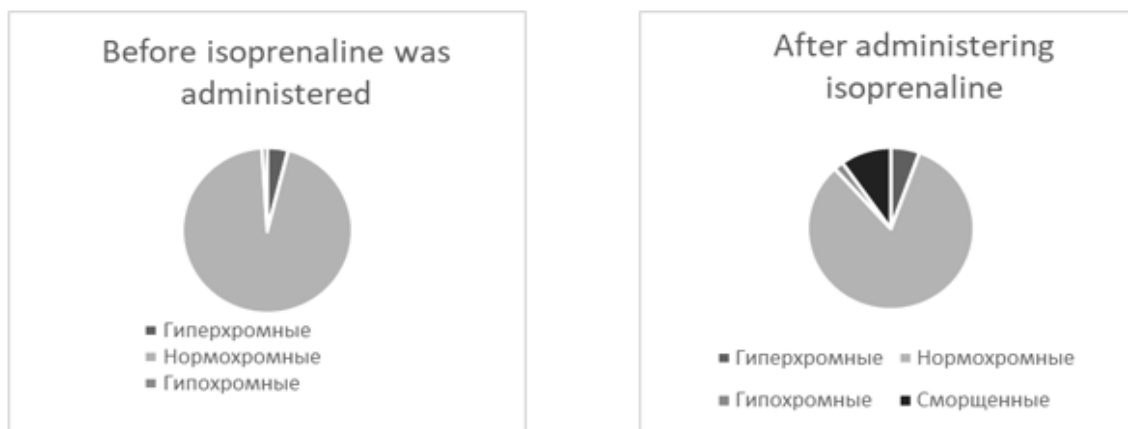 Before isoprenaline was
administered
Гиперхромные
Нормохромные
Гипохромные
After administering
isoprenaline
Гиперхромные Нормохромные
Гипохромные Сморщенные